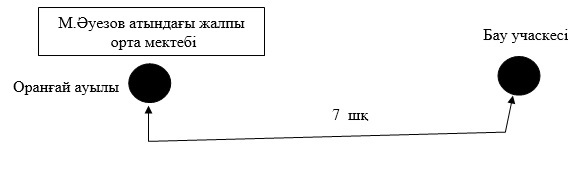 М.Әуезов атындағы жалпы
орта мектебі
Бау учаскесі
Оранғай ауылы
7 шқ